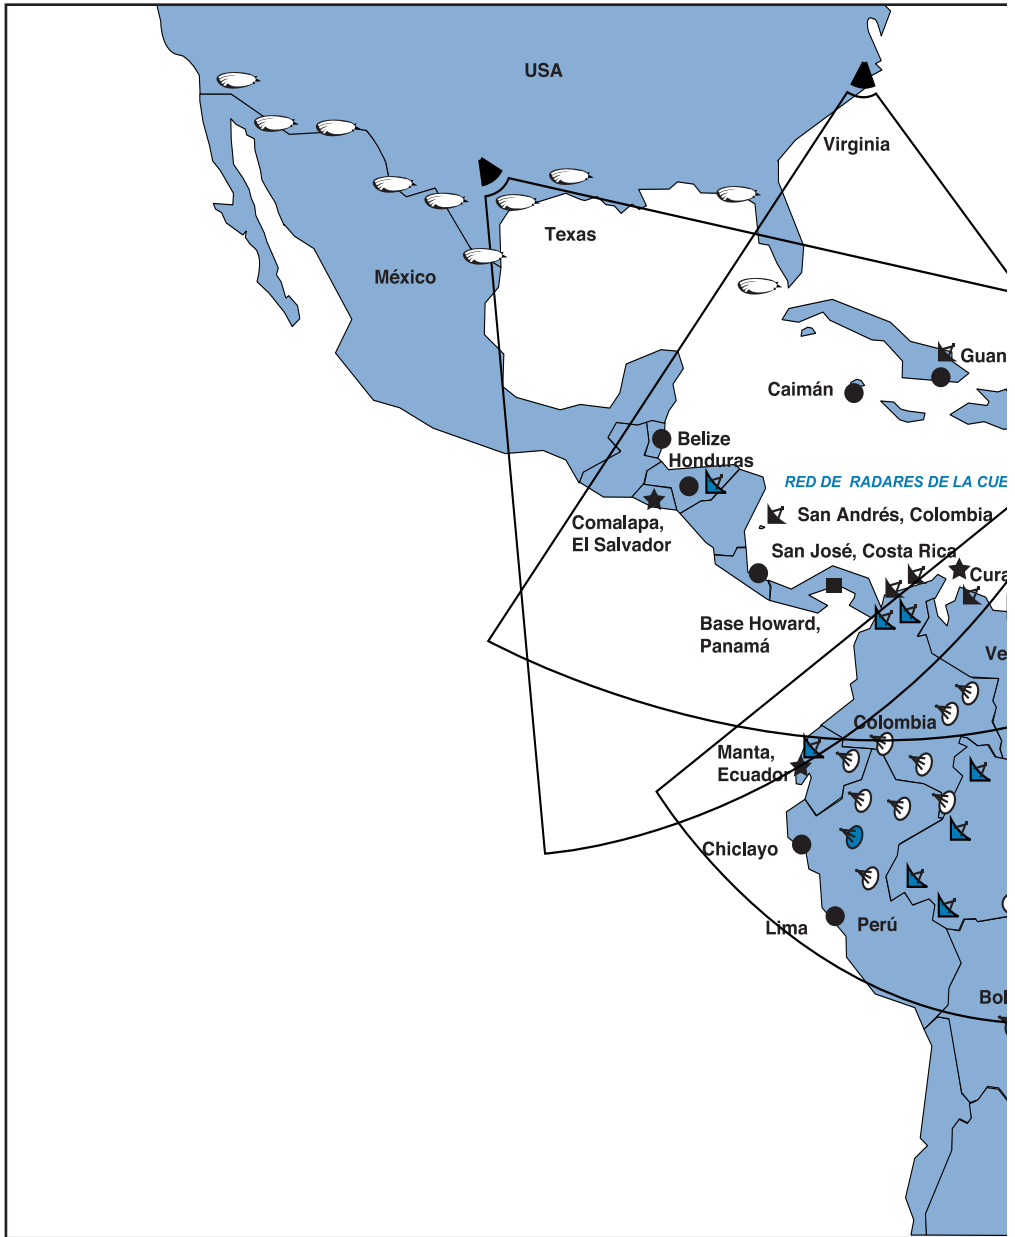 USA
Virginia
Texas
México
Guan
Caimán
Belize
Honduras
RED DE RADARES DE LA CUE
San Andrés, Colombia
Comalapa,
El Salvador
San José, Costa Rica
Cura
Base Howard,
Panamá
Ve
Colombia
Manta,
Ecuador
Chiclayo
Lima
Perú
Bol